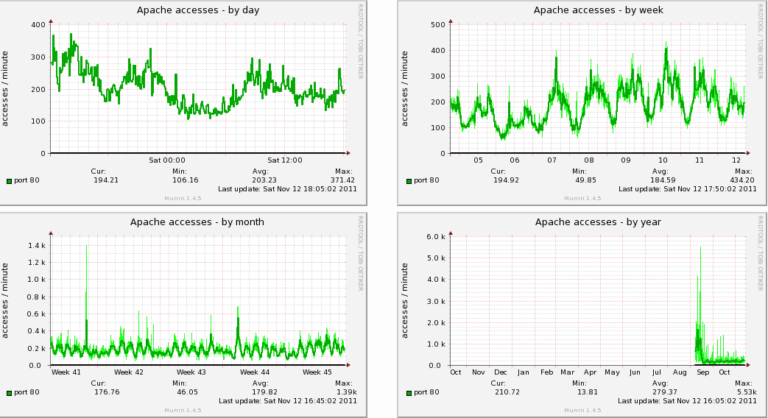 Apache accesses - by day
RRDTOOL / TOBI OETIKER
accesses / minute
400
300
200
100
0
Sat 00:00
Sat 12:00
Cur:
Min:
Avg:
Max:
port 80
194.21
106.16
203.23
371.42
Last update: Sat Nov 12 18:05:02 2011
Munin 1.4.5
Apache accesses - by week
RRDTOOL / TOBI OETIKER
accesses / minute
500
400
300
200
100
0
05
06
07
08
09
10
11
12
Cur:
Min:
Avg:
Max:
port 80
194.92
49.85
184.59
434.20
Last update: Sat Nov 12 17:50:02 2011
Munin 1.4.5
Apache accesses - by month
RRDTOOL / TOBI OETIKER
accesses / minute
1.4 k
1.2 k
1.0 k
0.8 k
0.6 k
0.4 k
0.2 k
0.0
Week 41
Week 42
Week 43
Week 44
Week 45
Cur:
Min:
Avg:
Max:
port 80
176.76
46.05
179.82
1.39k
Last update: Sat Nov 12 16:45:02 2011
Munin 1.4.5
Apache accesses - by year
RRDTOOL / TOBI OETIKER
accesses / minute
6.0 k
5.0 k
4.0 k
3.0 k
2.0 k
1.0 k
0.0
Oct
Nov
Dec
Jan
Feb
Mar
Apr
May
Jun
Jul
Aug
Sep
Oct
Cur:
Min:
Avg:
Max:
port 80
210.72
13.81
279.37
5.53k
Last update: Sat Nov 12 16:05:02 2011
Munin 1.4.5